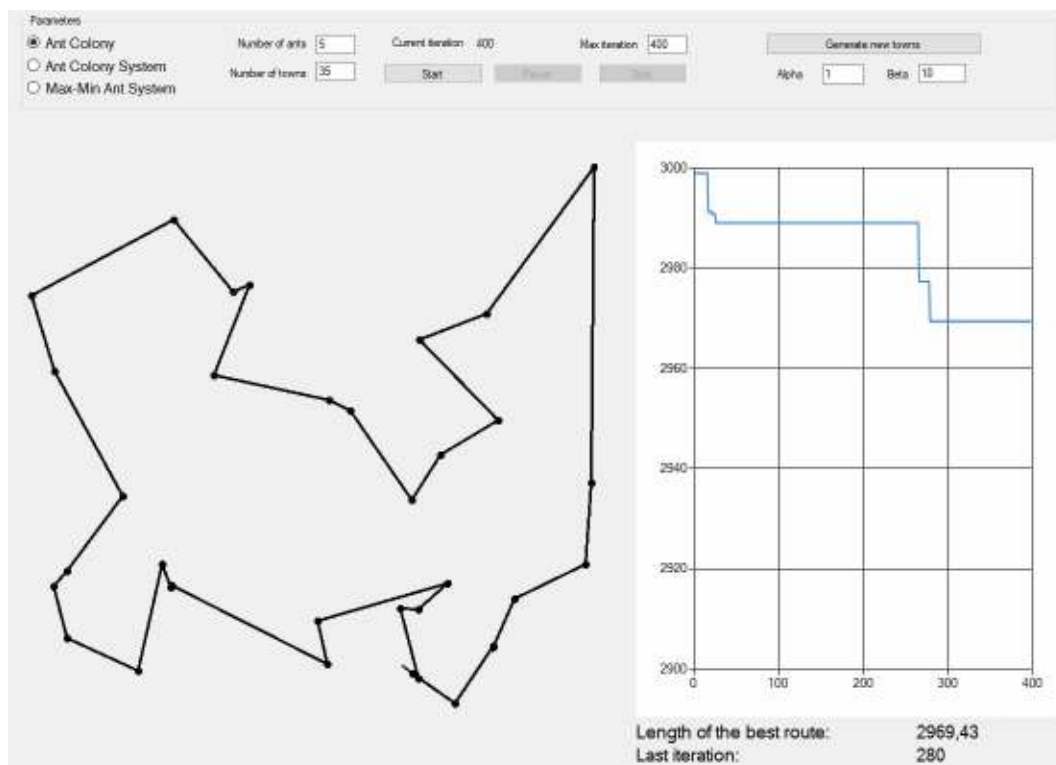 Parameters
Ant Colony
Ant Colony System
Max-Min Ant System
Number of ants 5
Number of towns 35
Current iteration 400
Start Pause Stop
Max iteration 400
Generate new towns
Alpha 1 Beta 10
3000
2980
2960
2940
2920
2900
0 100 200 300 400
Length of the best route: 2969,43
Last iteration: 280